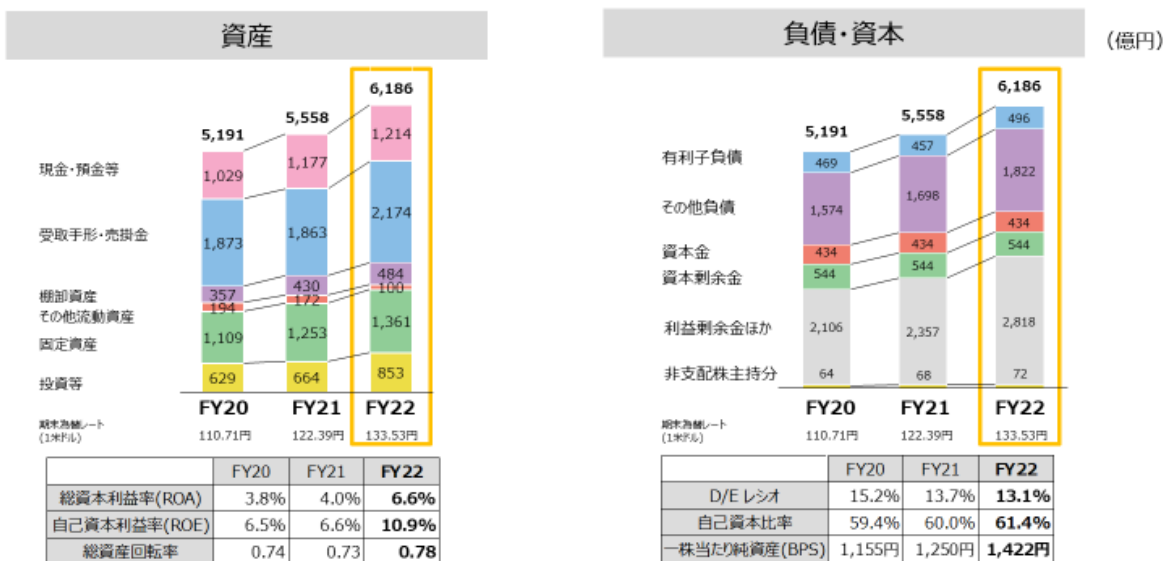 資産
現金・預金等
受取手形・売掛金
棚卸資産
その他流動資産
固定資産
投資等
5,191
1,029
1,873
357
194
1,109
629
5,558
1,177
1,863
430
172
1,253
664
6,186
1,214
2,174
484
100
1,361
853
FY20 FY21 FY22
期末為替レート
(1米ドル)
110.71円 122.39円 133.53円
FY20 FY21 FY22
総資本利益率(ROA) 3.8% 4.0% 6.6%
自己資本利益率(ROE) 6.5% 6.6% 10.9%
総資産回転率 0.74 0.73 0.78
負債・資本
(億円)
有利子負債
その他負債
資本金
資本剰余金
利益剰余金ほか
非支配株主持分
5,191
469
1,574
434
544
2,106
64
5,558
457
1,698
434
544
2,357
68
6,186
496
1,822
434
544
2,818
72
FY20 FY21 FY22
期末為替レート
(1米ドル)
110.71円 122.39円 133.53円
FY20 FY21 FY22
D/E レシオ 15.2% 13.7% 13.1%
自己資本比率 59.4% 60.0% 61.4%
一株当たり純資産(BPS) 1,155円 1,250円 1,422円